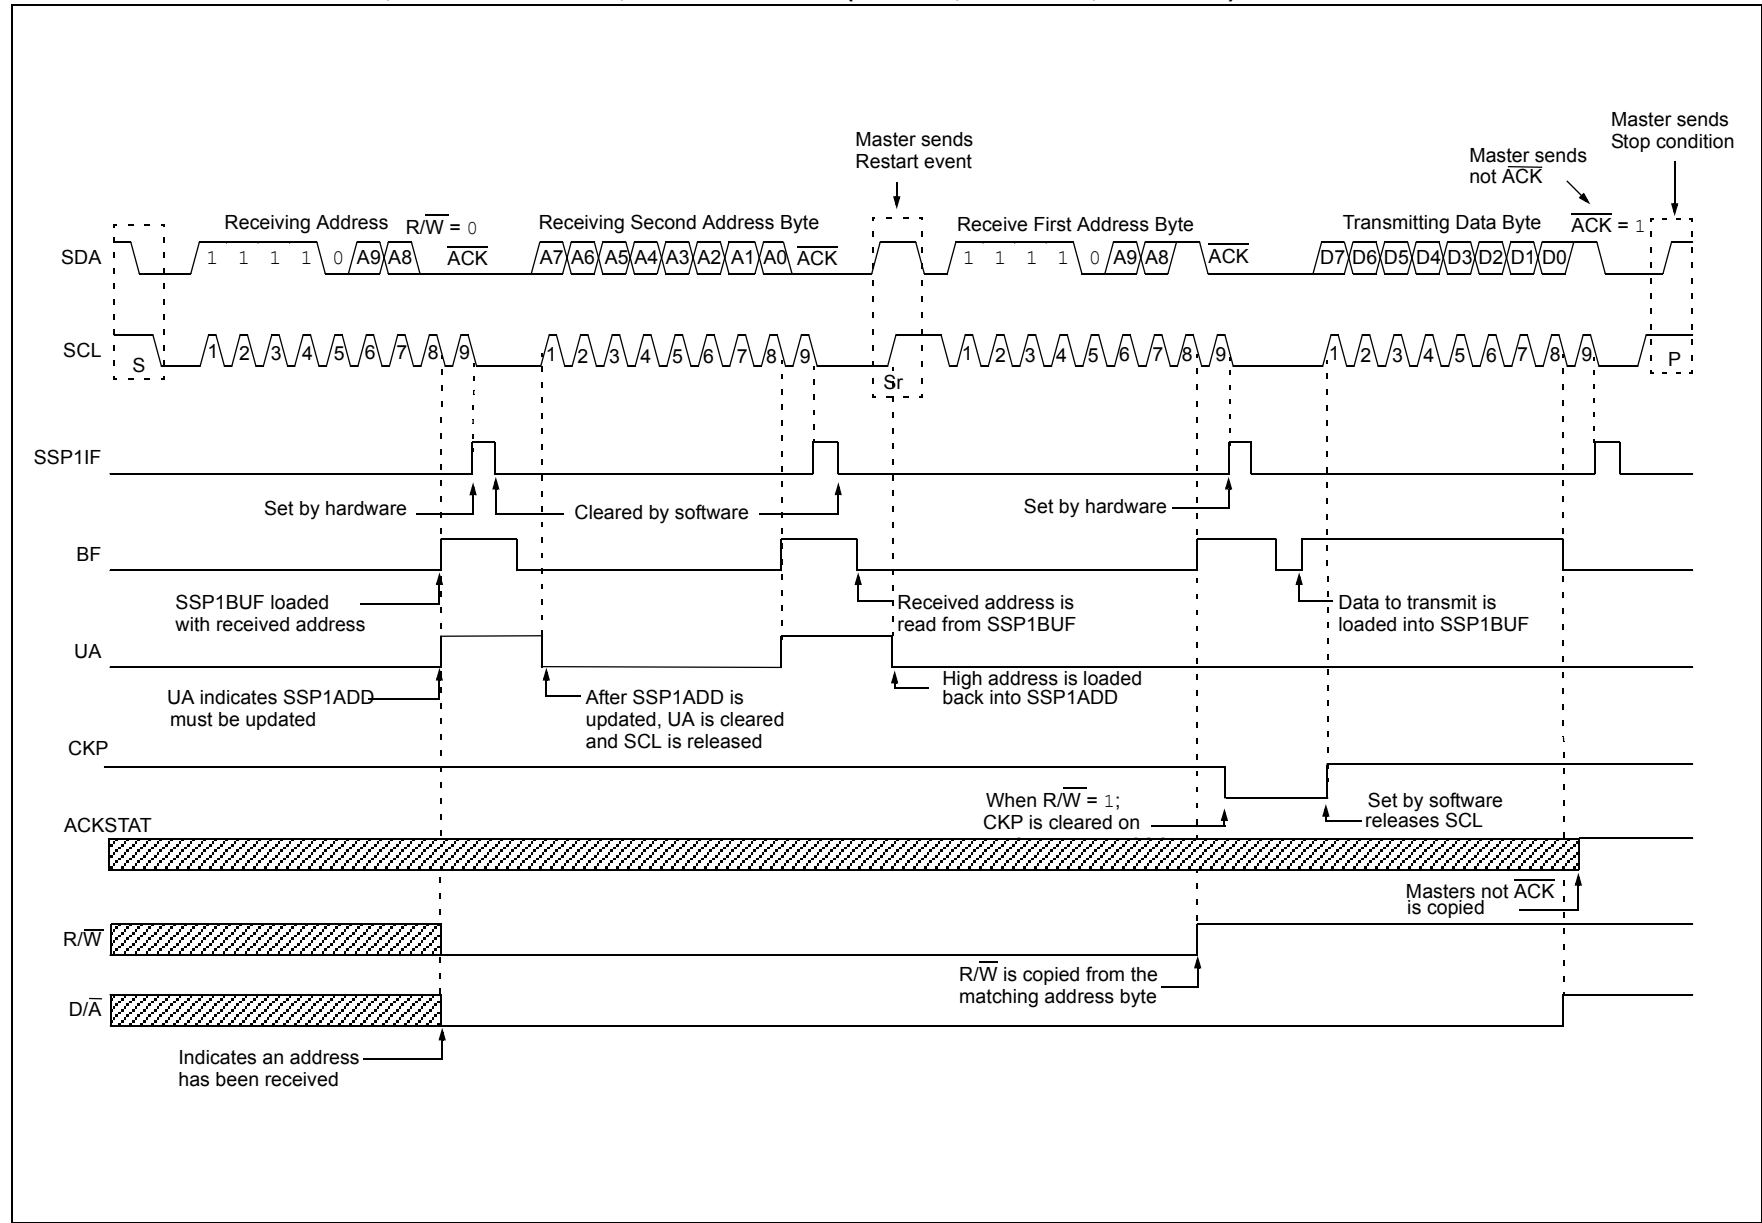 Master sends
Restart event
Master sends
not A̅C̅K̅
Master sends
Stop condition
Receiving Address
R/W̅ = 0
Receiving Second Address Byte
Receive First Address Byte
Transmitting Data Byte
A̅C̅K̅ = 1
SDA
1 1 1 1 0 A9 A8 A̅C̅K̅
A7 A6 A5 A4 A3 A2 A1 A0 A̅C̅K̅
1 1 1 1 0 A9 A8 A̅C̅K̅
D7 D6 D5 D4 D3 D2 D1 D0
SCL
S
1 2 3 4 5 6 7 8 9
1 2 3 4 5 6 7 8 9
Sr
1 2 3 4 5 6 7 8 9
1 2 3 4 5 6 7 8 9
P
SSP1IF
Set by hardware
Cleared by software
Set by hardware
BF
SSP1BUF loaded
with received address
Received address is
read from SSP1BUF
Data to transmit is
loaded into SSP1BUF
UA
UA indicates SSP1ADD
must be updated
After SSP1ADD is
updated, UA is cleared
and SCL is released
High address is loaded
back into SSP1ADD
CKP
When R/W̅ = 1;
CKP is cleared on
Set by software
releases SCL
ACKSTAT
Masters not A̅C̅K̅
is copied
R/W̅
R/W̅ is copied from the
matching address byte
D/A̅
Indicates an address
has been received